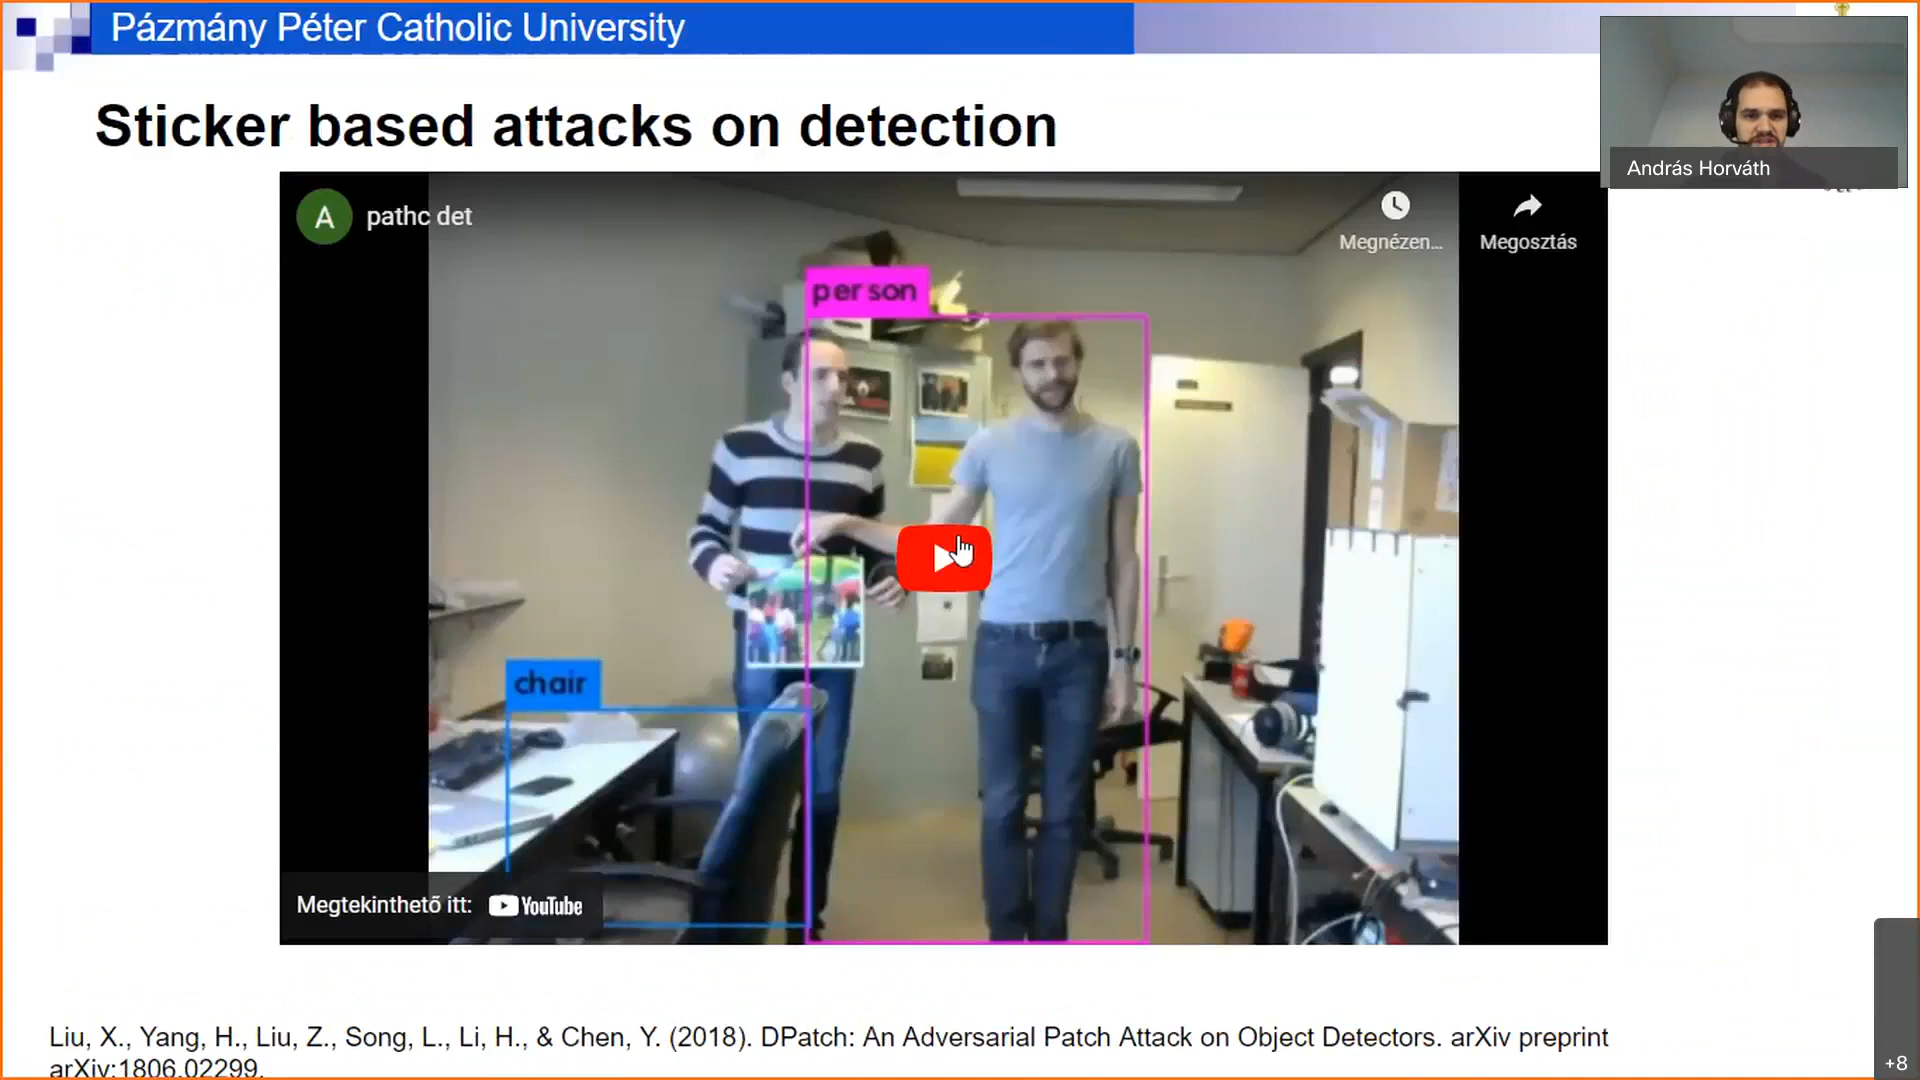 Pázmány Péter Catholic University
Sticker based attacks on detection
András Horváth
A
pathc det
Megnézen...
Megosztás
person
chair
Megtekinthető itt:
YouTube
Liu, X., Yang, H., Liu, Z., Song, L., Li, H., & Chen, Y. (2018). DPatch: An Adversarial Patch Attack on Object Detectors. arXiv preprint
arXiv:1806.02299.
+8